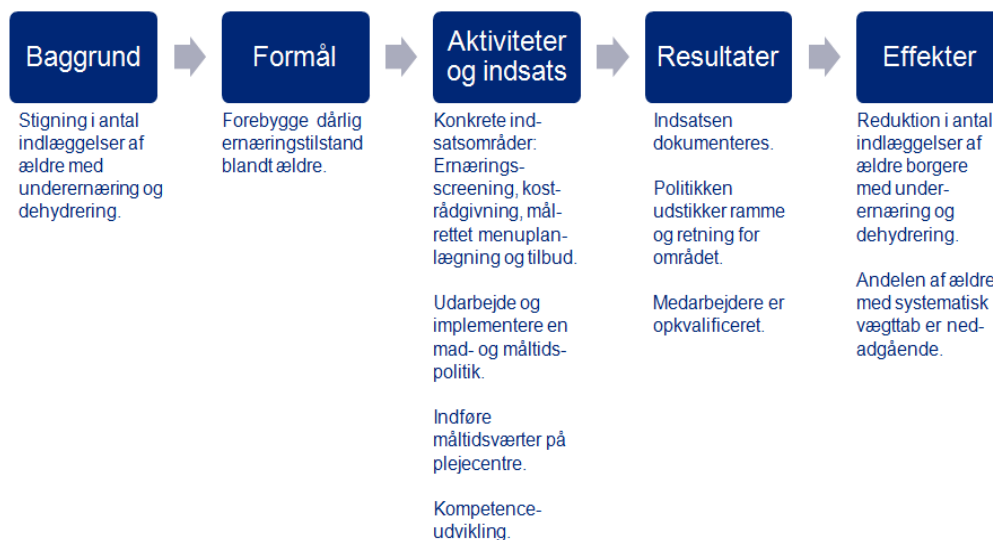 Baggrund
Stigning i antal
indlæggelser af
ældre med
underernæring og
dehydrering.
Formål
Forebygge dårlig
ernæringstilstand
blandt ældre.
Aktiviteter
og indsats
Konkrete ind-
satsområder:
Ernærings-
screening, kost-
rådgivning, mål-
rettet menuplan-
lægning og tilbud.
Udarbejde og
implementere en
mad- og måltids-
politik.
Indføre
måltidsværter på
plejecentre.
Kompetence-
udvikling.
Resultater
Indsatsen
dokumenteres.
Politikken
udstikker ramme
og retning for
området.
Medarbejdere er
opkvalificeret.
Effekter
Reduktion i antal
indlæggelser af
ældre borgere
med under-
ernæring og
dehydrering.
Andelen af ældre
med systematisk
vægttab er ned-
adgående.